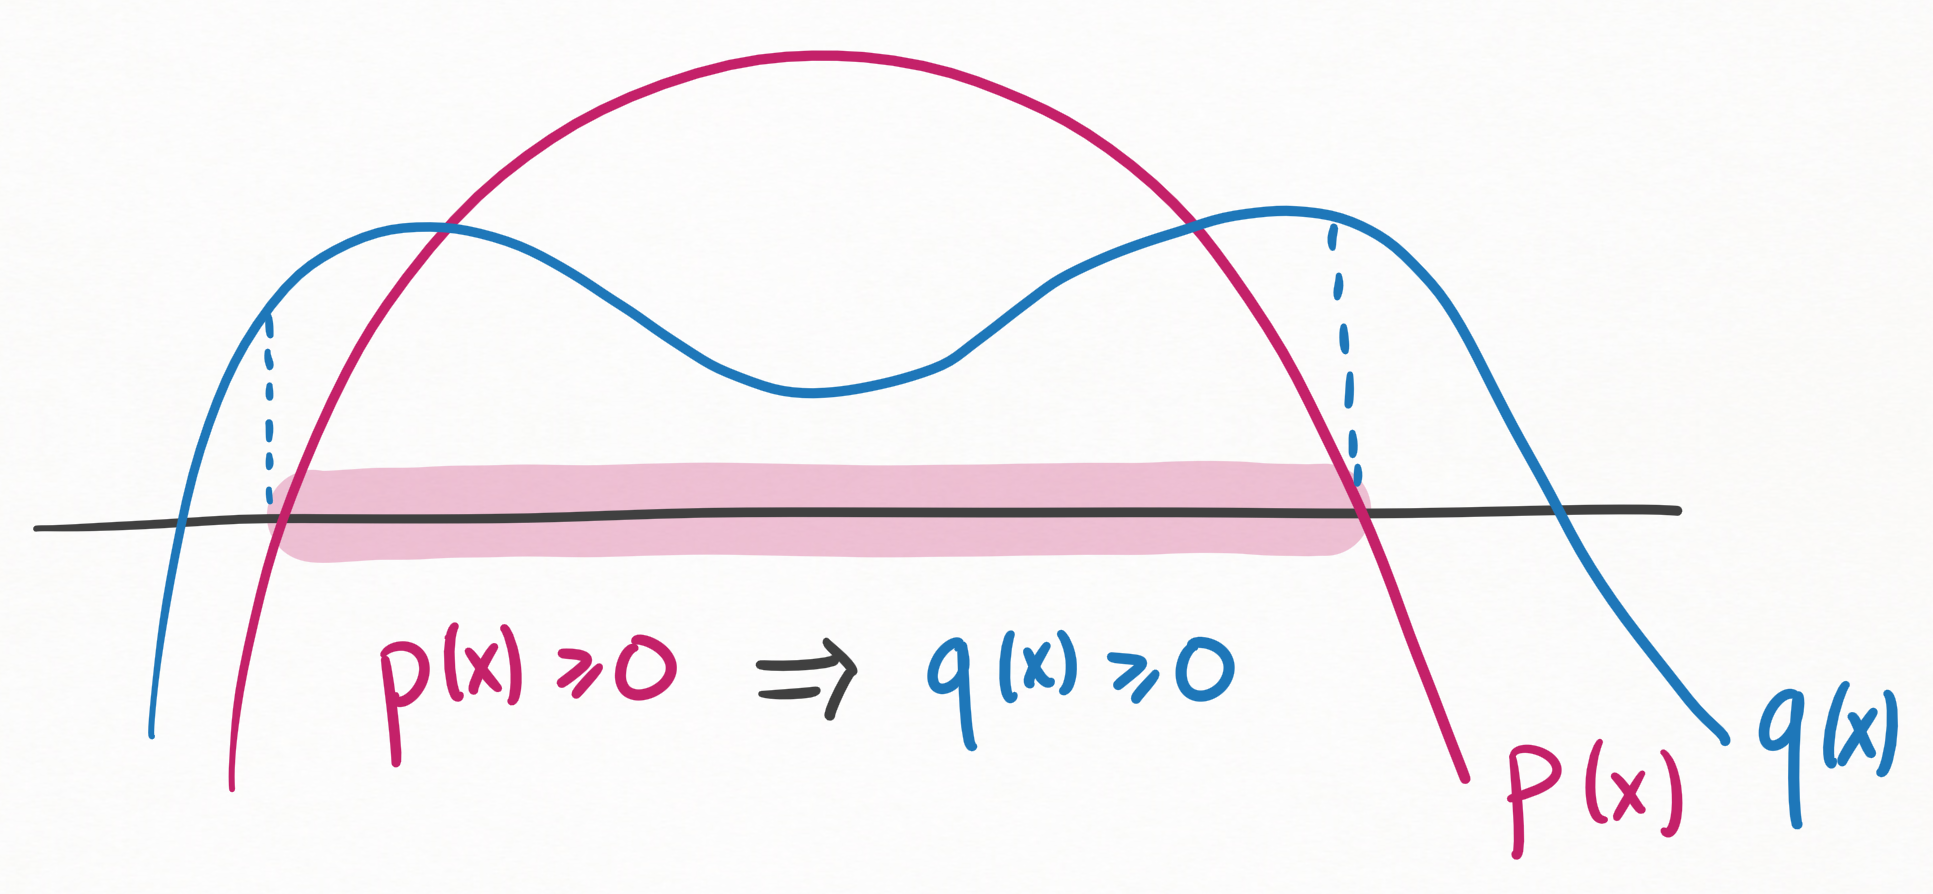 p(x) ⩾ 0 ⇒ q(x) ⩾ 0
q(x)
p(x)